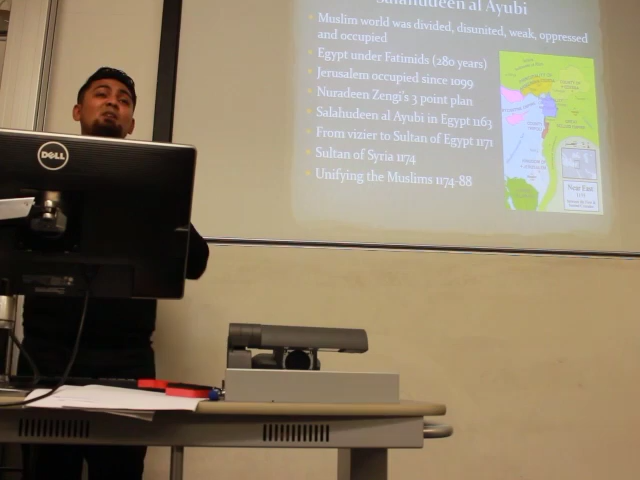 Salahudeen al Ayubi
Muslim world was divided, disunited, weak, oppressed
and occupied
Egypt under Fatimids (280 years)
Jerusalem occupied since 1099
Nuradeen Zengi's 3 point plan
Salahudeen al Ayubi in Egypt 1163
From vizier to Sultan of Egypt 1171
Sultan of Syria 1174
Unifying the Muslims 1174-88
Near East
DELL